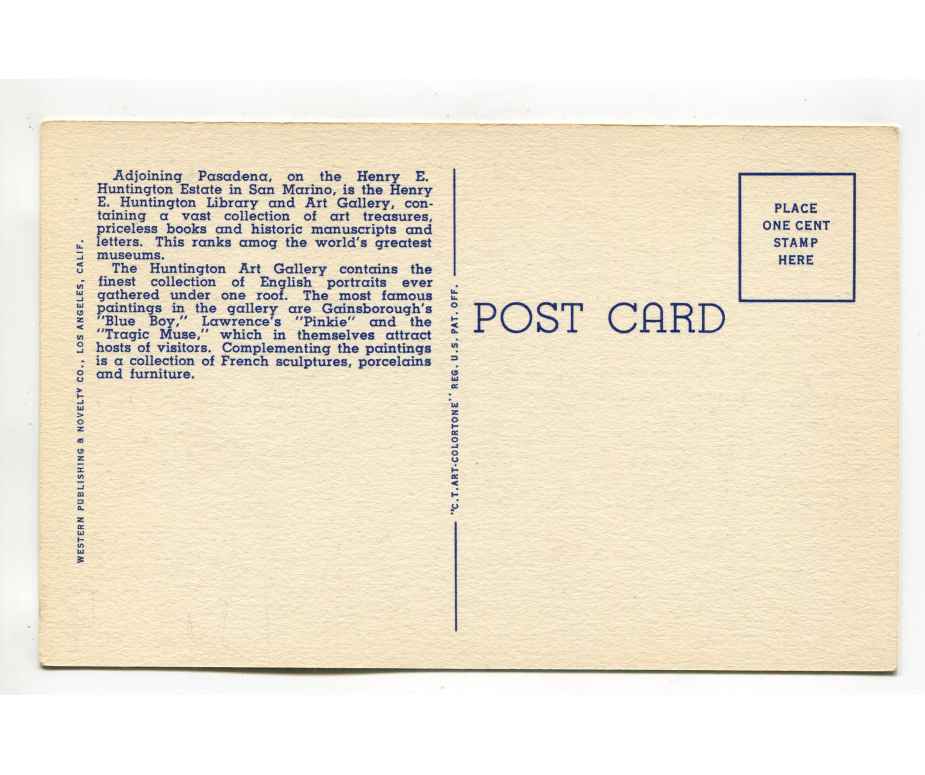 Adjoining Pasadena, on the Henry E.
Huntington Estate in San Marino, is the Henry
E. Huntington Library and Art Gallery, con-
taining a vast collection of art treasures,
priceless books and historic manuscripts and
letters. This ranks amog the world's greatest
museums.
The Huntington Art Gallery contains the
finest collection of English portraits ever
gathered under one roof. The most famous
paintings in the gallery are Gainsborough's
"Blue Boy," Lawrence's "Pinkie" and the
"Tragic Muse," which in themselves attract
hosts of visitors. Complementing the paintings
is a collection of French sculptures, porcelains
and furniture.
WESTERN PUBLISHING & NOVELTY CO., LOS ANGELES, CALIF.
"C.T. ART-COLORTONE" REG. U.S. PAT. OFF.
POST CARD
PLACE
ONE CENT
STAMP
HERE